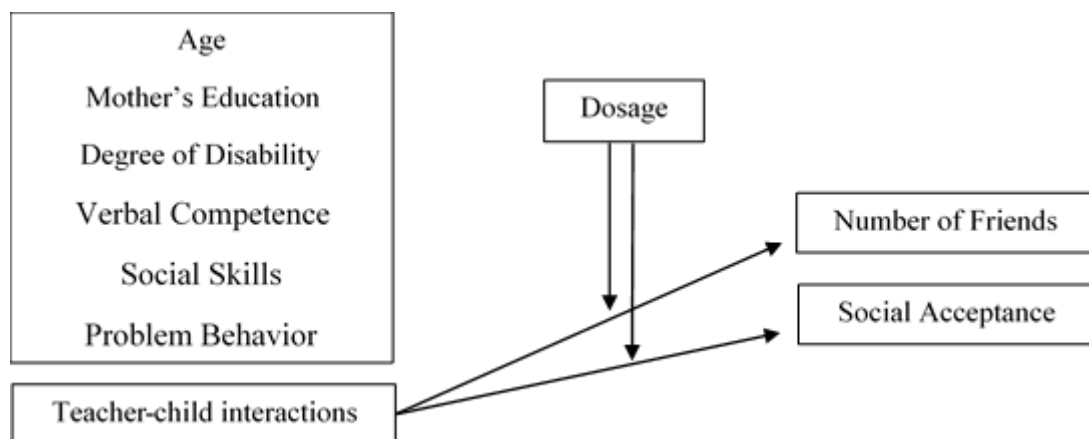 Age
Mother's Education
Degree of Disability
Verbal Competence
Social Skills
Problem Behavior
Teacher-child interactions
Dosage
Number of Friends
Social Acceptance